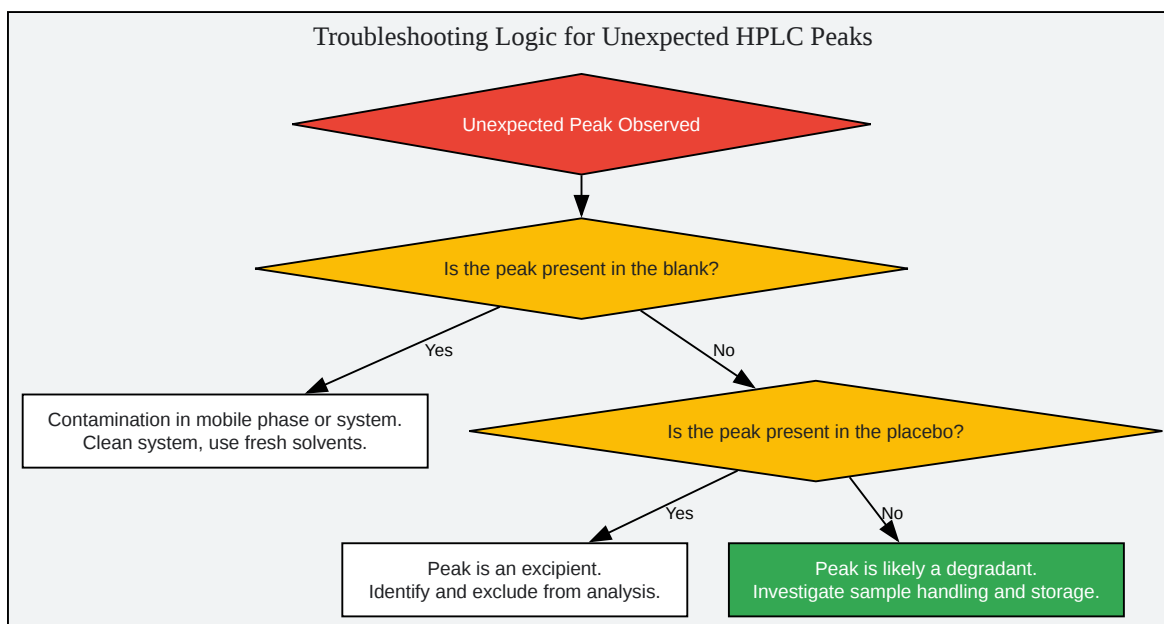 Troubleshooting Logic for Unexpected HPLC Peaks
Unexpected Peak Observed
Is the peak present in the blank?
Yes
No
Contamination in mobile phase or system.
Clean system, use fresh solvents.
Is the peak present in the placebo?
Yes
No
Peak is an excipient.
Identify and exclude from analysis.
Peak is likely a degradant.
Investigate sample handling and storage.